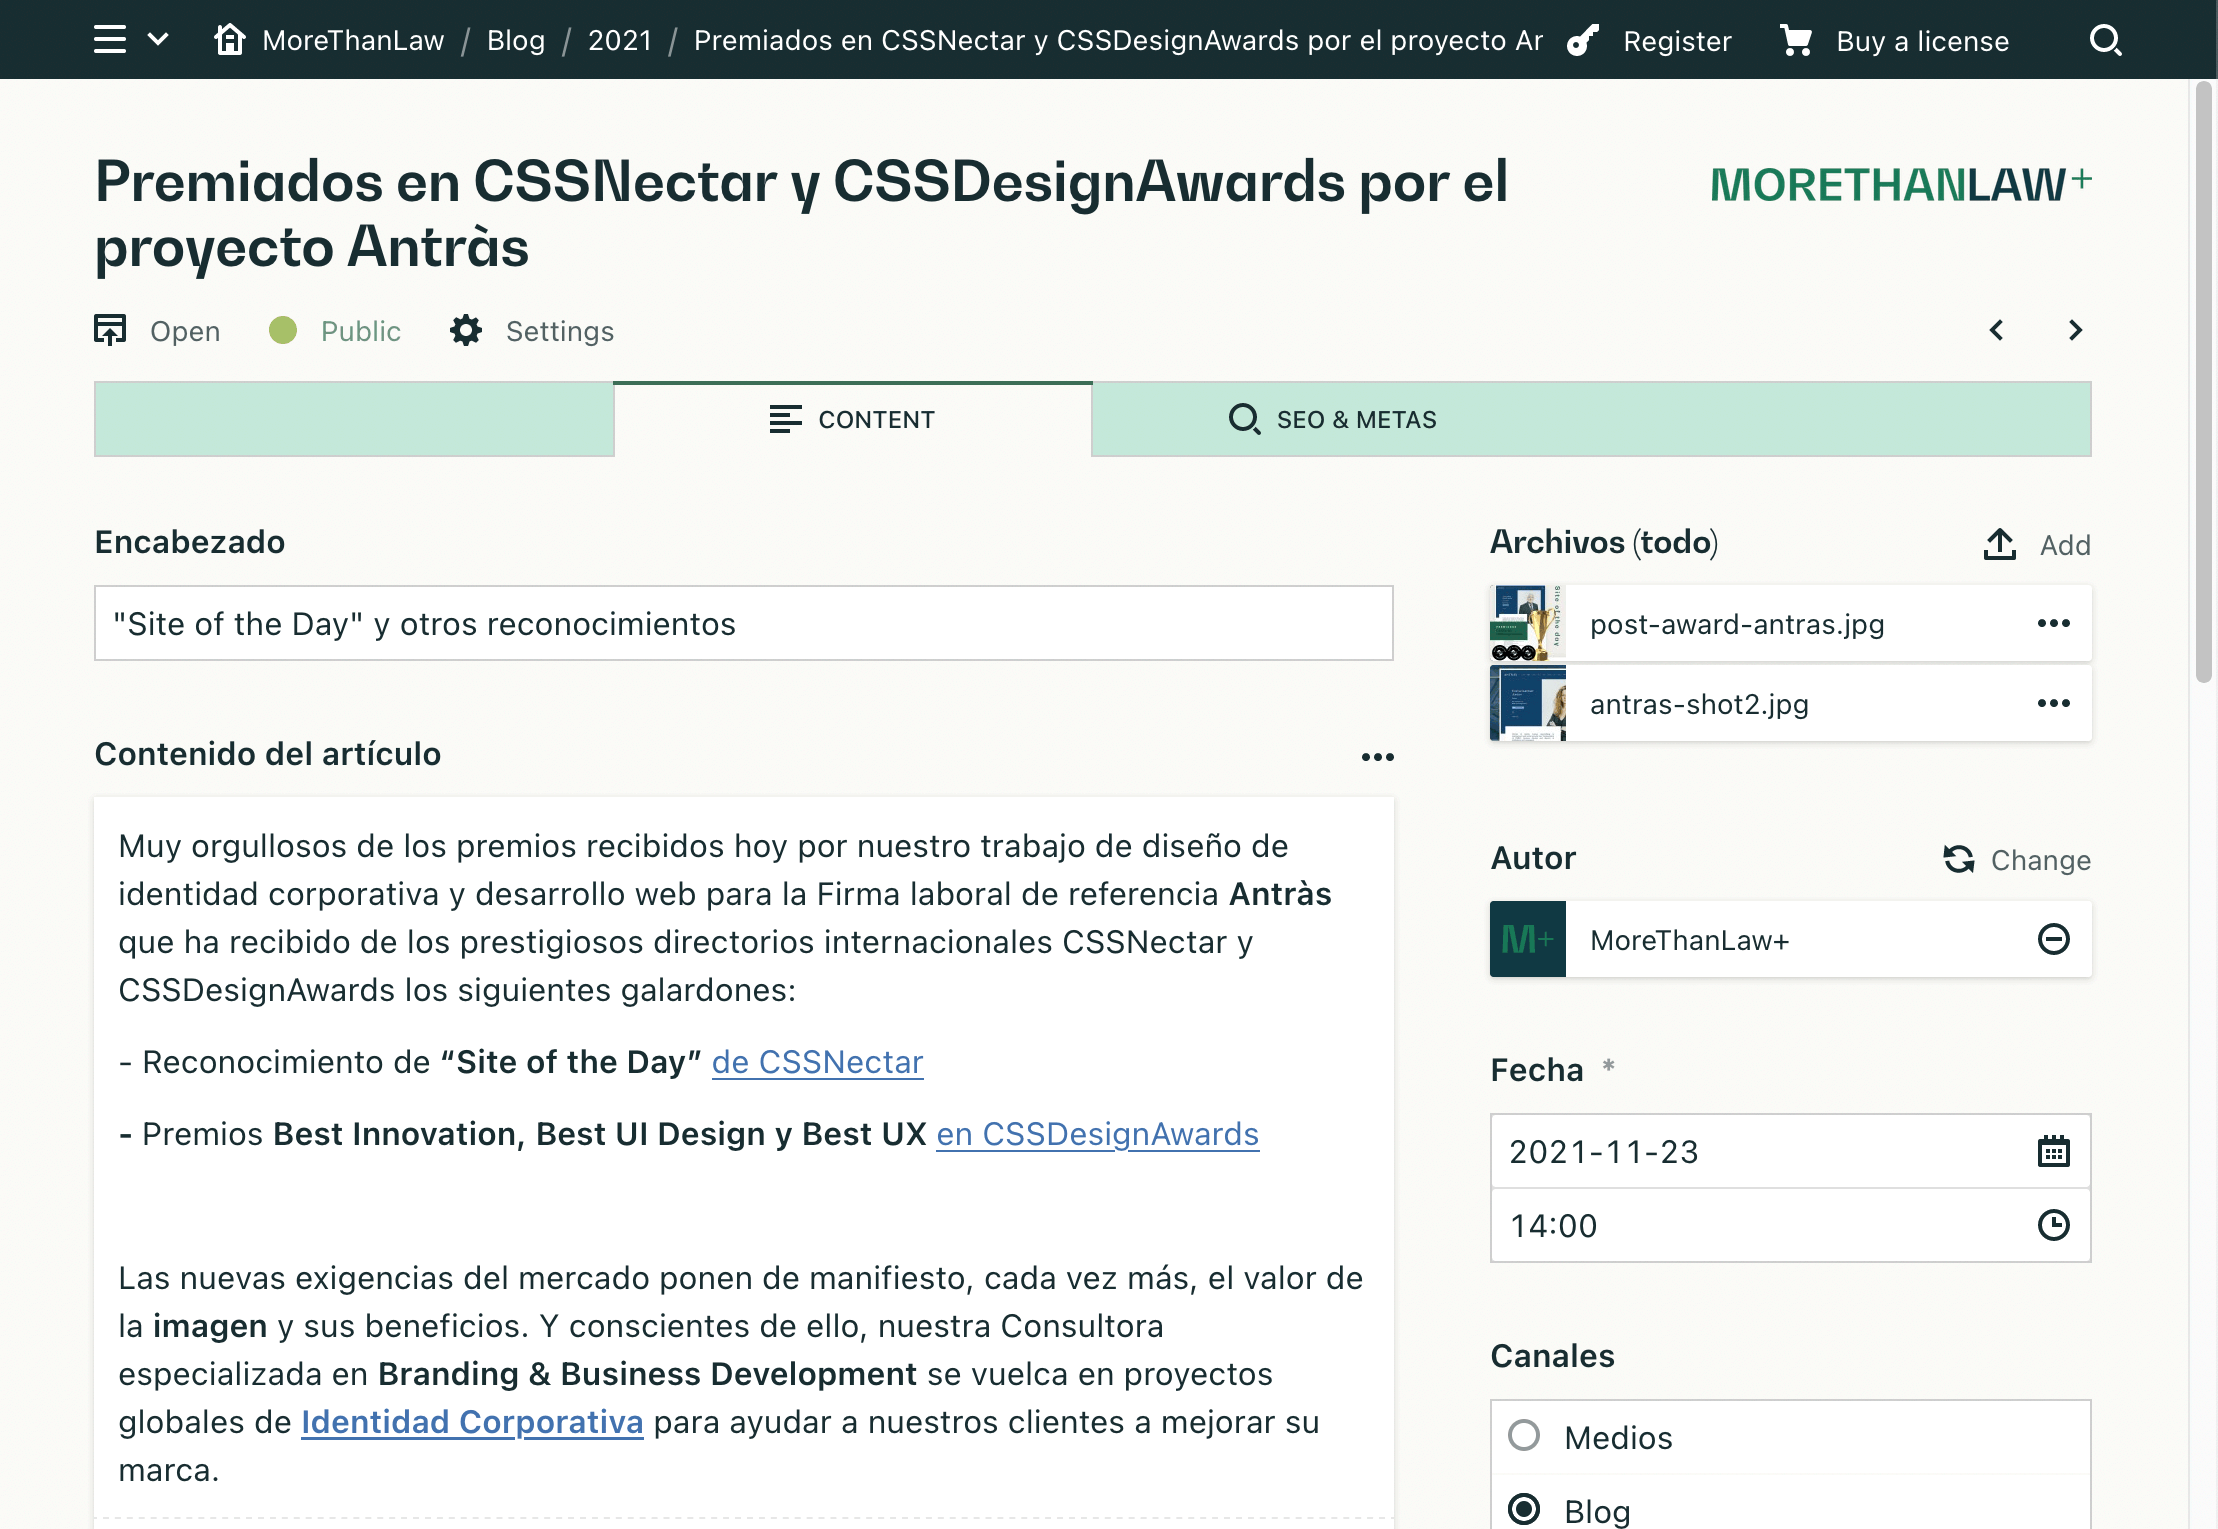 MoreThanLaw / Blog / 2021 / Premiados en CSSNectar y CSSDesignAwards por el proyecto Ar
Register
Buy a license
Premiados en CSSNectar y CSSDesignAwards por el
proyecto Antràs
MORETHANLAW+
Open
Public
Settings
CONTENT
SEO & METAS
Encabezado
"Site of the Day" y otros reconocimientos
Contenido del artículo
Muy orgullosos de los premios recibidos hoy por nuestro trabajo de diseño de
identidad corporativa y desarrollo web para la Firma laboral de referencia Antràs
que ha recibido de los prestigiosos directorios internacionales CSSNectar y
CSSDesignAwards los siguientes galardones:
- Reconocimiento de “Site of the Day” de CSSNectar
- Premios Best Innovation, Best UI Design y Best UX en CSSDesignAwards
Las nuevas exigencias del mercado ponen de manifiesto, cada vez más, el valor de
la imagen y sus beneficios. Y conscientes de ello, nuestra Consultora
especializada en Branding & Business Development se vuelca en proyectos
globales de Identidad Corporativa para ayudar a nuestros clientes a mejorar su
marca.
Archivos (todo)
Add
Site of the day
post-award-antras.jpg
antras-shot2.jpg
Autor
Change
M+
MoreThanLaw+
Fecha *
2021-11-23
14:00
Canales
Medios
Blog